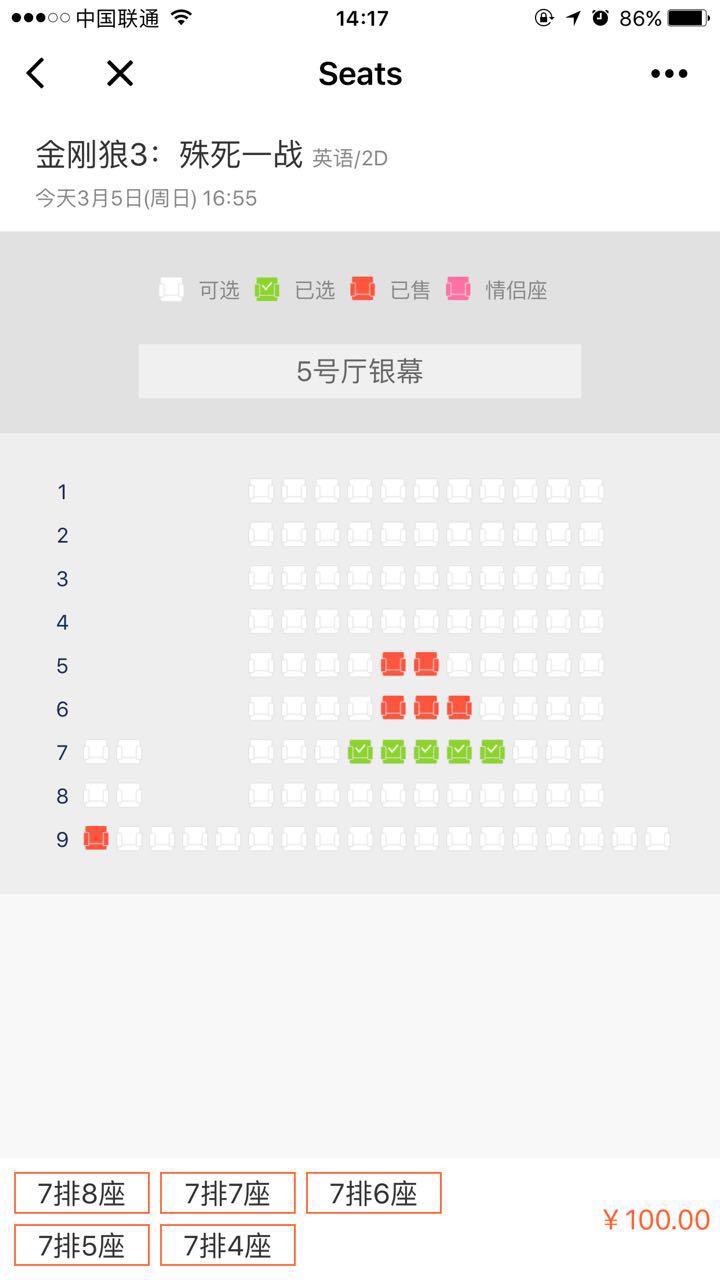 中国联通 14:17 86%
Seats
金刚狼3：殊死一战 英语/2D
今天3月5日(周日) 16:55
可选 已选 已售 情侣座
5号厅银幕
1
2
3
4
5
6
7
8
9
7排8座 7排7座 7排6座
¥100.00
7排5座 7排4座